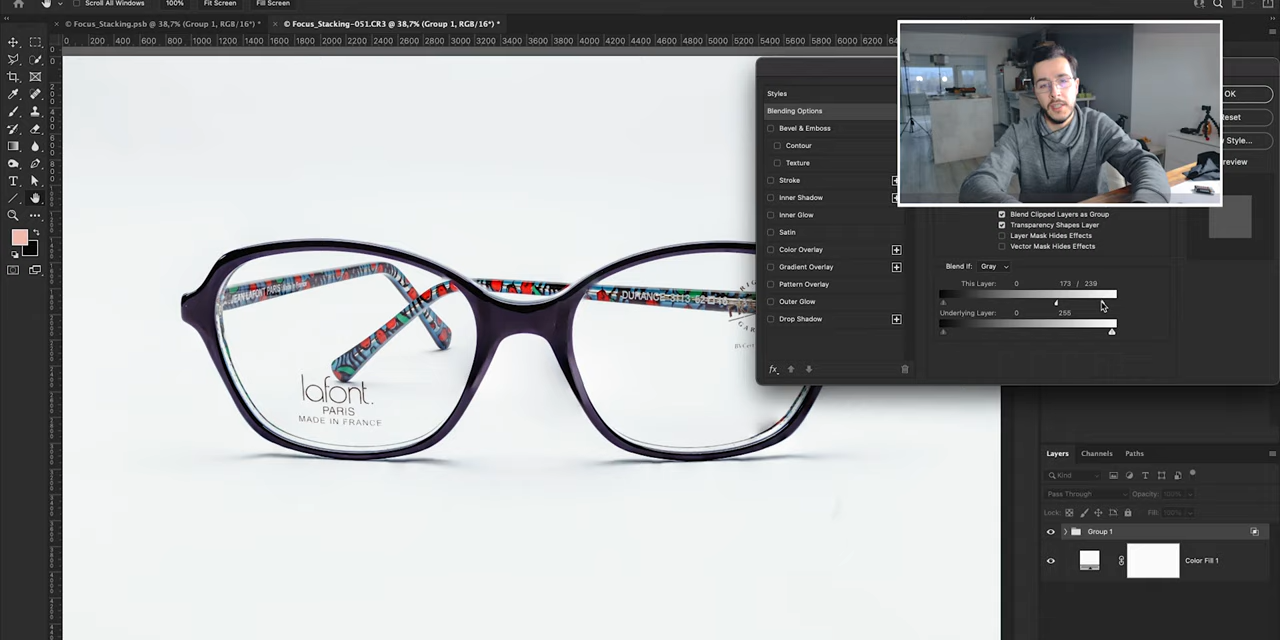 Scroll All Windows 100% Fit Screen Fill Screen
© Focus_Stacking.psb @ 38,7% (Group 1, RGB/16*) *
© Focus_Stacking-051.CR3 @ 38,7% (Group 1, RGB/16*) *
0 200 400 600 800 1000 1200 1400 1600 1800 2000 2200 2400 2600 2800 3000 3200 3400 3600 3800 4000 4200 4400 4600 4800 5000 5200 5400 5600 5800 6000 6200
Styles
Blending Options
Bevel & Emboss
Contour
Texture
Stroke
Inner Shadow
Inner Glow
Satin
Color Overlay
Gradient Overlay
Pattern Overlay
Outer Glow
Drop Shadow
fx
OK
Reset
Style...
Preview
Blend Clipped Layers as Group
Transparency Shapes Layer
Layer Mask Hides Effects
Vector Mask Hides Effects
Blend If: Gray
This Layer: 0 173 / 239
Underlying Layer: 0 255
JEAN LAFONT PARIS
DURANCE 3113
lafont.
PARIS
MADE IN FRANCE
Layers Channels Paths
Kind
Pass Through Opacity: 100%
Lock: Fill: 100%
Group 1
Color Fill 1